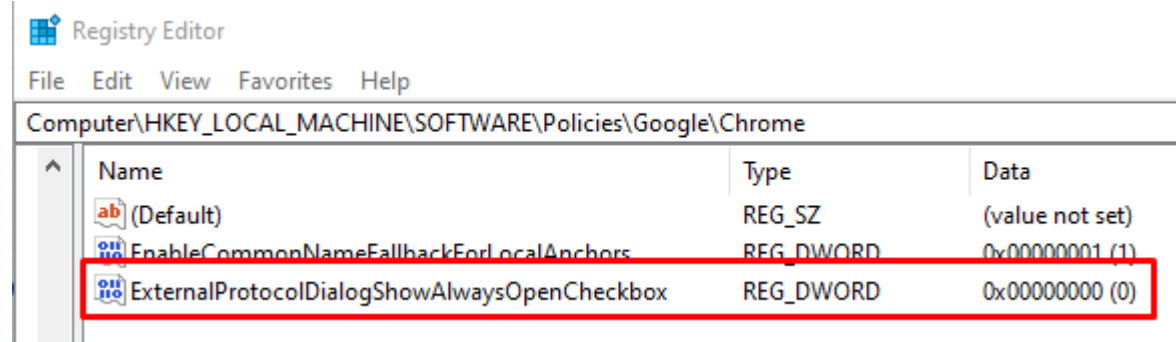 Registry Editor
File Edit View Favorites Help
Computer\HKEY_LOCAL_MACHINE\SOFTWARE\Policies\Google\Chrome
Name Type Data
(Default) REG_SZ (value not set)
EnableCommonNameFallbackForLocalAnchors REG_DWORD 0x00000001 (1)
ExternalProtocolDialogShowAlwaysOpenCheckbox REG_DWORD 0x00000000 (0)